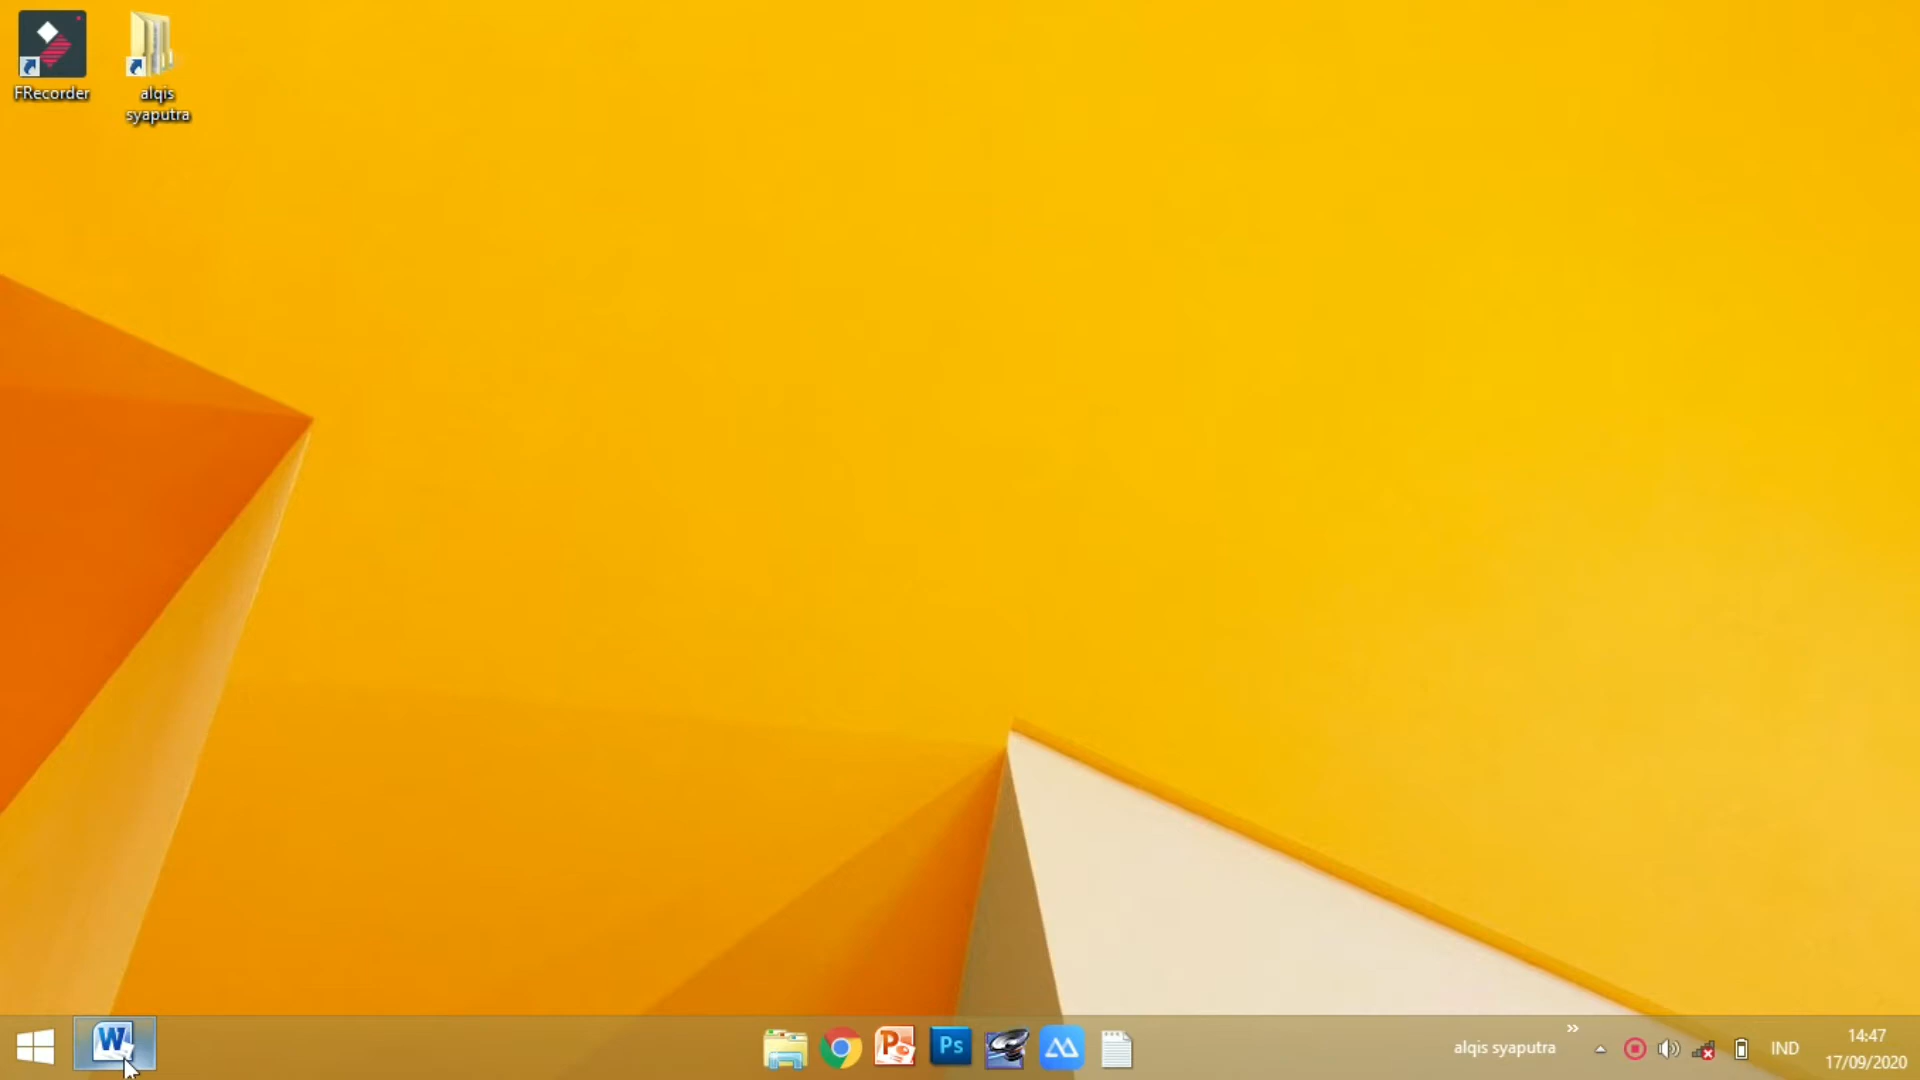 FRecorder
alqis
syaputra
W
P
Ps
alqis syaputra
IND
14:47
17/09/2020